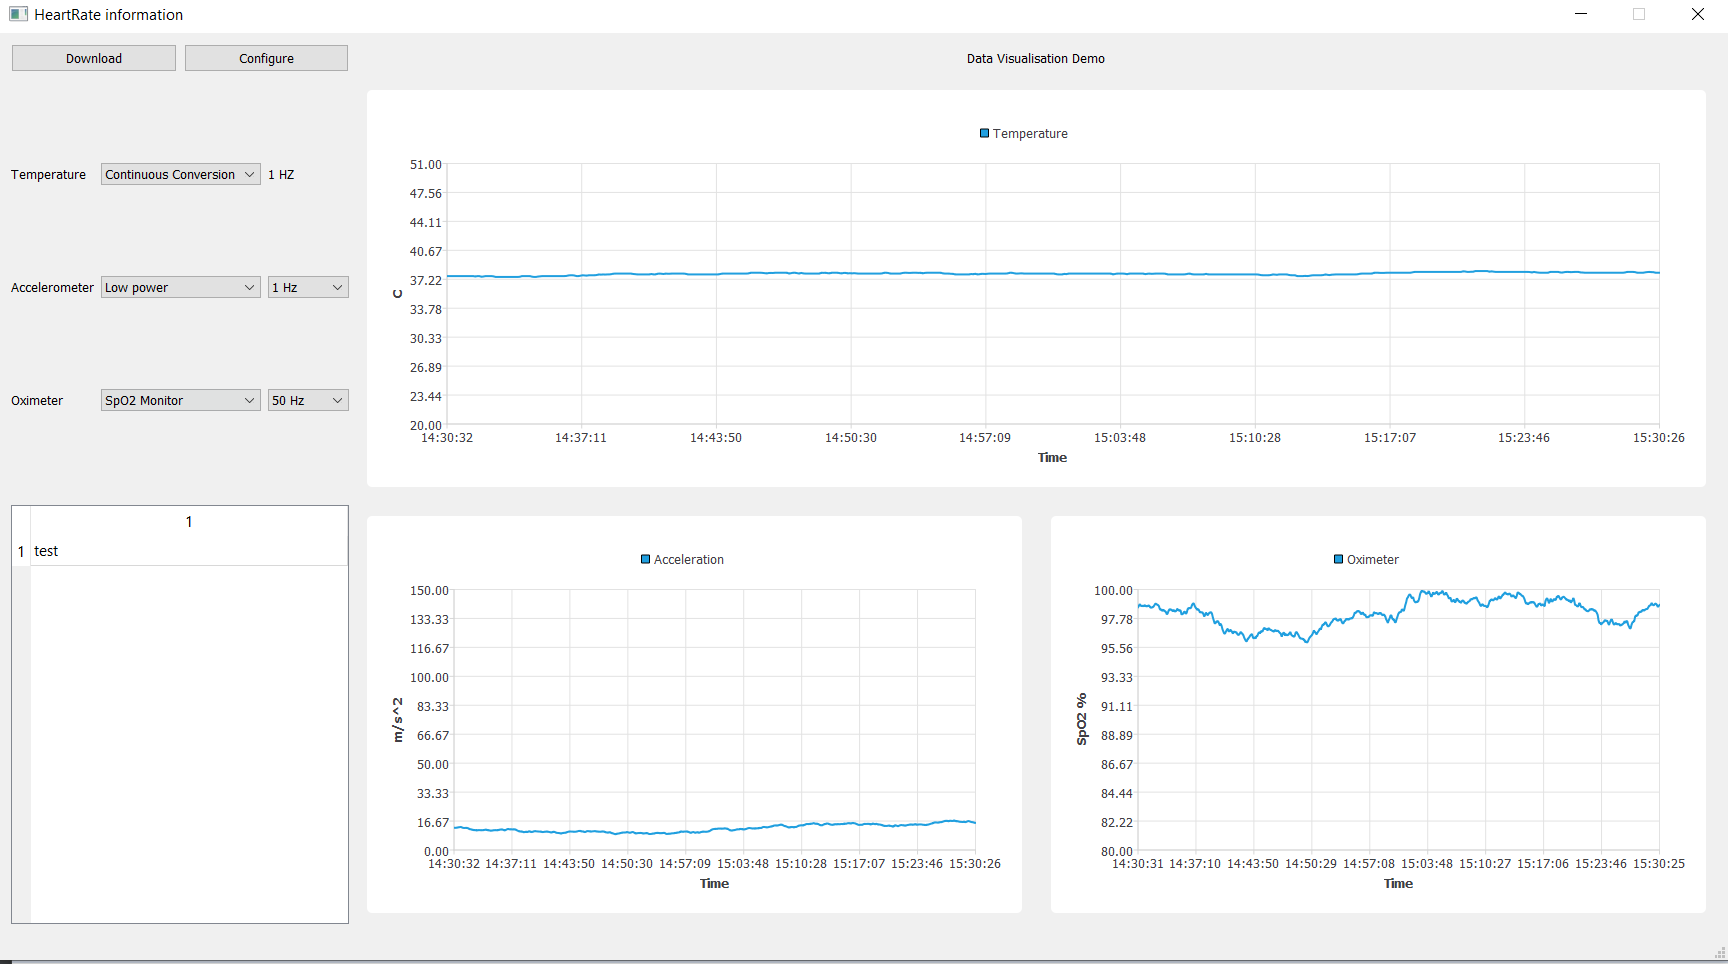 HeartRate information
Download Configure Data Visualisation Demo
Temperature Continuous Conversion 1 HZ
Accelerometer Low power 1 Hz
Oximeter SpO2 Monitor 50 Hz
1
1 test
Temperature
51.00
47.56
44.11
40.67
37.22
33.78
30.33
26.89
23.44
20.00
C
14:30:32 14:37:11 14:43:50 14:50:30 14:57:09 15:03:48 15:10:28 15:17:07 15:23:46 15:30:26
Time
Acceleration
150.00
133.33
116.67
100.00
83.33
66.67
50.00
33.33
16.67
0.00
m/s^2
14:30:32 14:37:11 14:43:50 14:50:30 14:57:09 15:03:48 15:10:28 15:17:07 15:23:46 15:30:26
Time
Oximeter
100.00
97.78
95.56
93.33
91.11
88.89
86.67
84.44
82.22
80.00
SpO2 %
14:30:31 14:37:10 14:43:50 14:50:29 14:57:08 15:03:48 15:10:27 15:17:06 15:23:46 15:30:25
Time